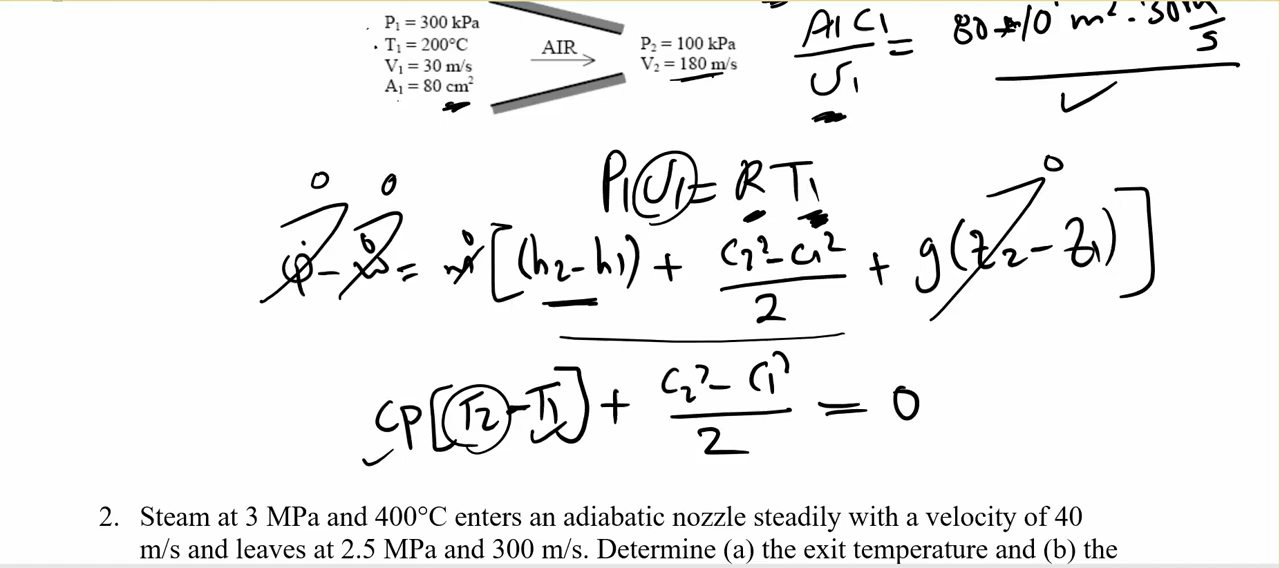 P₁ = 300 kPa
T₁ = 200°C
V₁ = 30 m/s
A₁ = 80 cm²
AIR
P₂ = 100 kPa
V₂ = 180 m/s
A1 C1 / υ1 = 80 * 10 m² · 30 m/s
P1 υ1 = R T1
0 0 0
φ̇ - ẇ = ṁ [(h2 - h1) + (C2² - C1²)/2 + g(z2 - z1)]
CP[T2 - T1] + (C2² - C1²)/2 = 0
2. Steam at 3 MPa and 400°C enters an adiabatic nozzle steadily with a velocity of 40
m/s and leaves at 2.5 MPa and 300 m/s. Determine (a) the exit temperature and (b) the